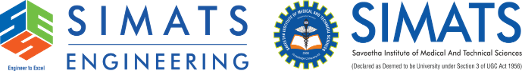 SES
Engineer to Excel
SIMATS
ENGINEERING
SIMATS
Saveetha Institute of Medical And Technical Sciences
(Declared as Deemed to be University under Section 3 of UGC Act 1956)